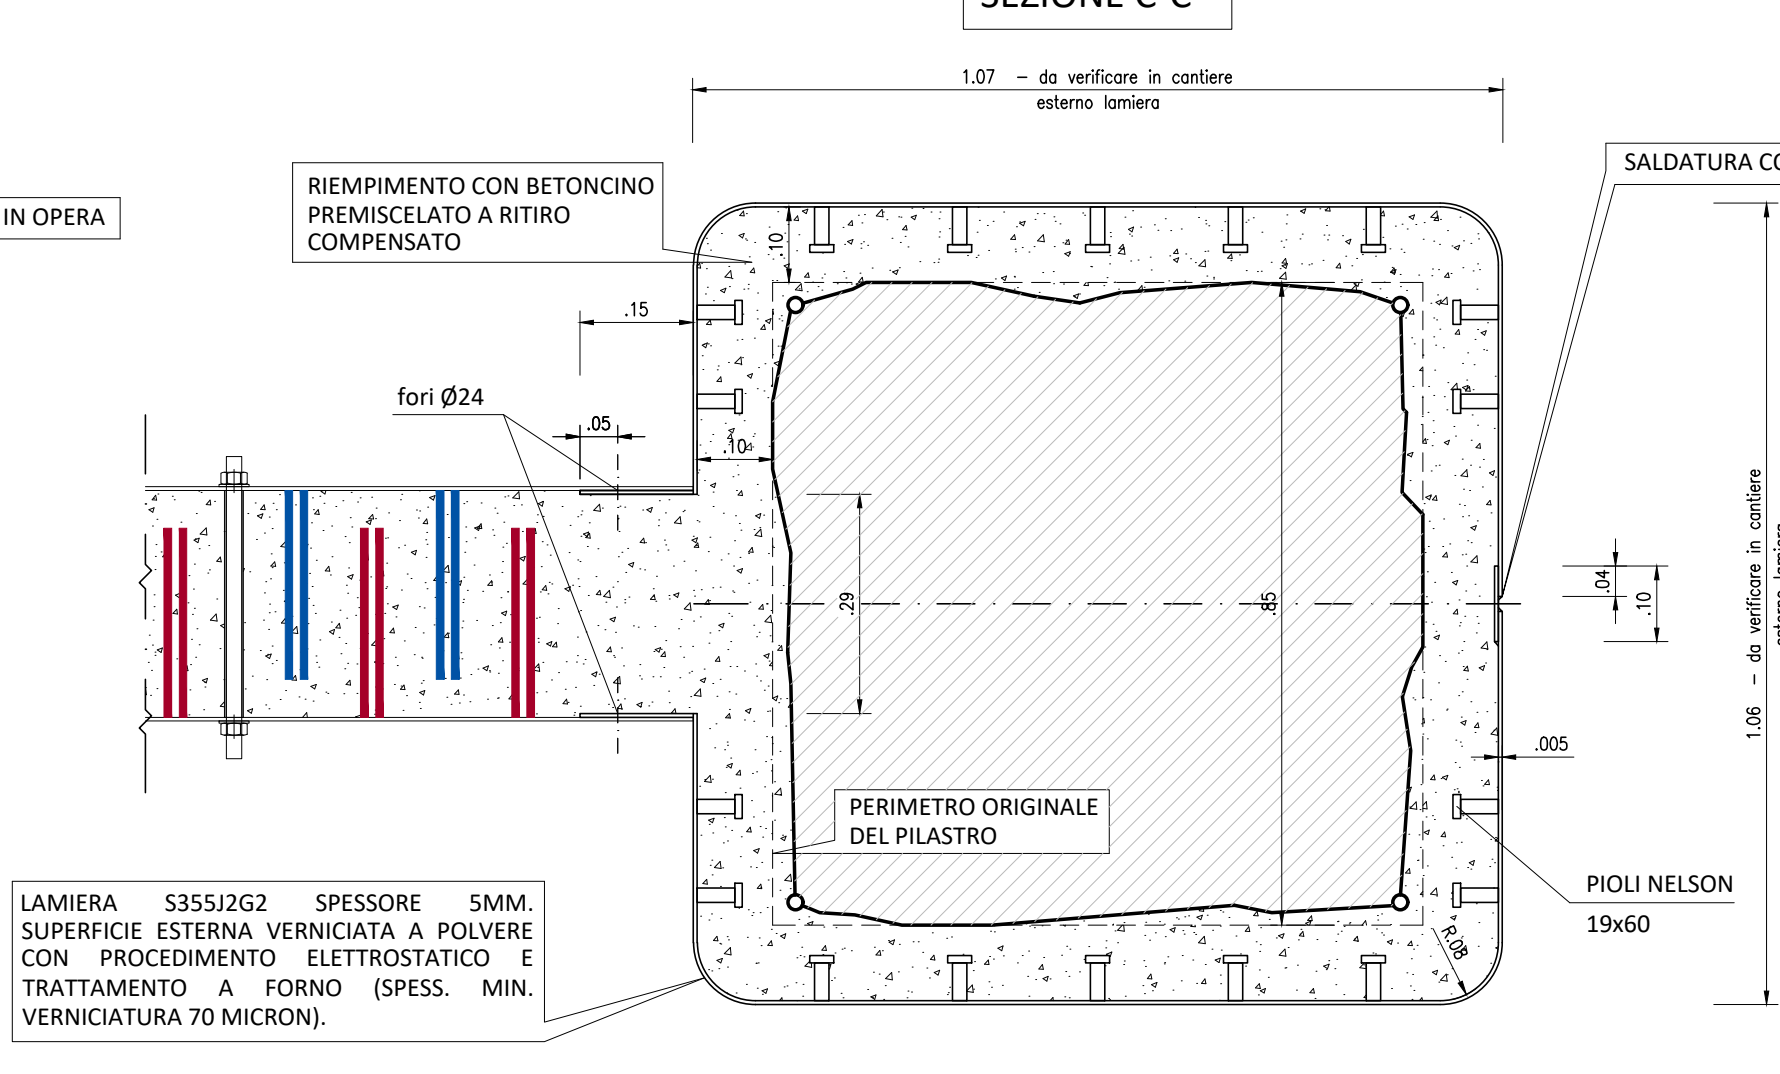 SEZIONE C-C
1.07 – da verificare in cantiere
esterno lamiera
SALDATURA
IN OPERA
RIEMPIMENTO CON BETONCINO
PREMISCELATO A RITIRO
COMPENSATO
.10
.15
fori Ø24
.05
.10
.29
.85
.04
.10
1.06 – da verificare in cantiere
esterno lamiera
.005
PERIMETRO ORIGINALE
DEL PILASTRO
PIOLI NELSON
19x60
R.08
LAMIERA S355J2G2 SPESSORE 5MM.
SUPERFICIE ESTERNA VERNICIATA A POLVERE
CON PROCEDIMENTO ELETTROSTATICO E
TRATTAMENTO A FORNO (SPESS. MIN.
VERNICIATURA 70 MICRON).